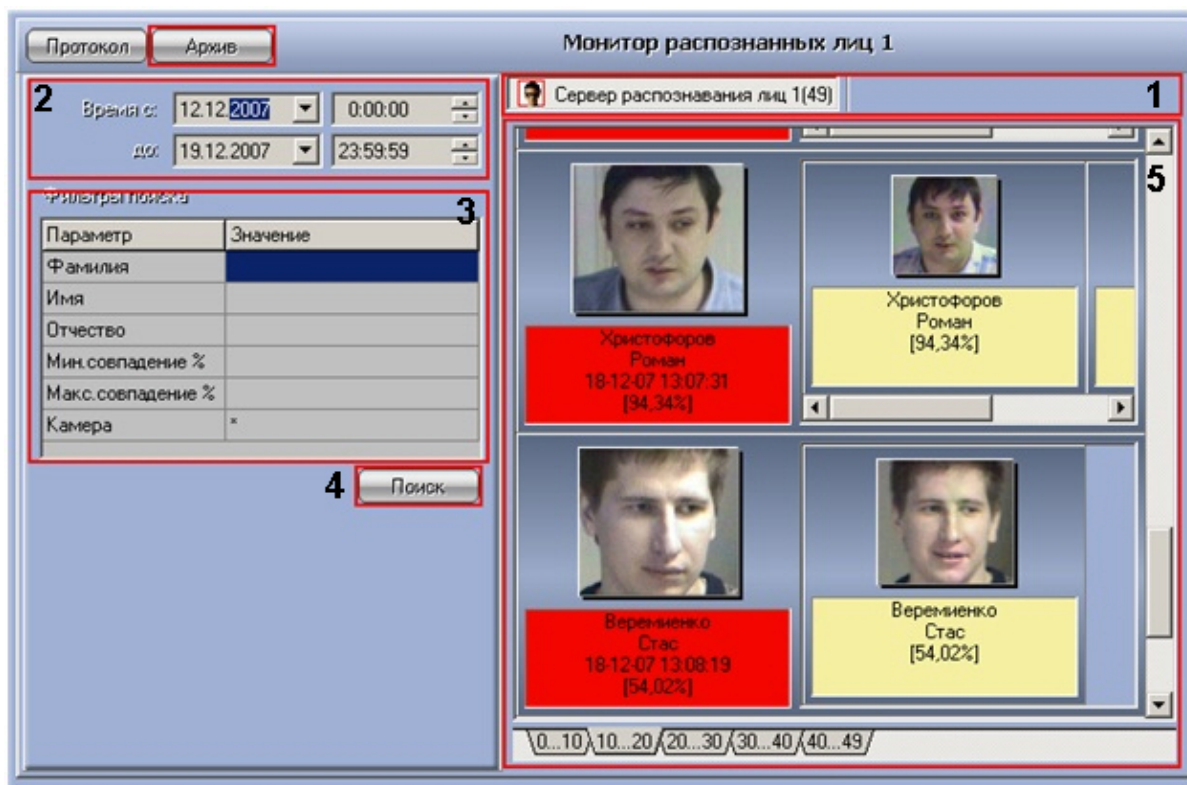 Протокол Архив Монитор распознанных лиц 1
2
Время с: 12.12.2007 0:00:00
до: 19.12.2007 23:59:59
Фильтры поиска
3
Параметр Значение
Фамилия
Имя
Отчество
Мин.совпадение %
Макс.совпадение %
Камера *
4 Поиск
Сервер распознавания лиц 1(49) 1
5
Христофоров
Роман
18-12-07 13:07:31
[94,34%]
Христофоров
Роман
[94,34%]
Веремиенко
Стас
18-12-07 13:08:19
[54,02%]
Веремиенко
Стас
[54,02%]
0...10 10...20 20...30 30...40 40...49